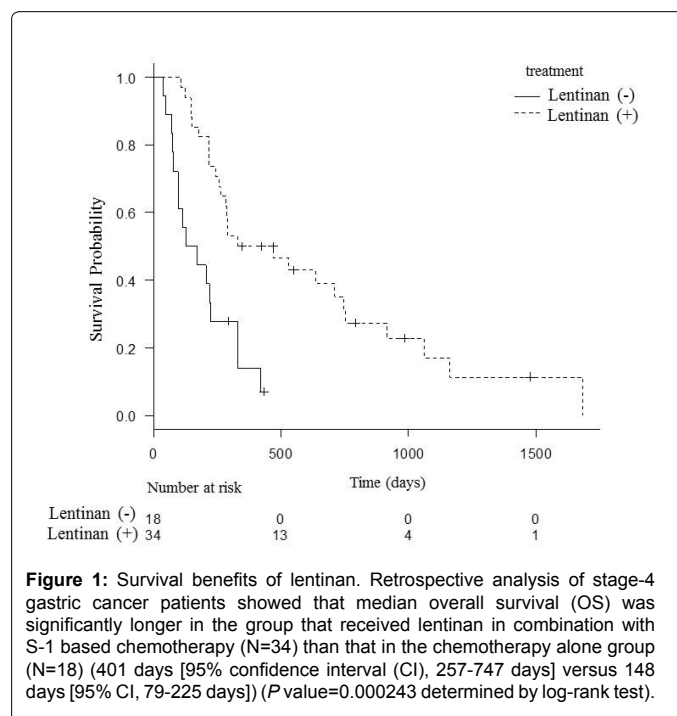 treatment
Lentinan (-)
Lentinan (+)
1.0
0.8
0.6
0.4
0.2
0.0
Survival Probability
0 500 1000 1500
Number at risk Time (days)
Lentinan (-) 18 0 0 0
Lentinan (+) 34 13 4 1
Figure 1: Survival benefits of lentinan. Retrospective analysis of stage-4
gastric cancer patients showed that median overall survival (OS) was
significantly longer in the group that received lentinan in combination with
S-1 based chemotherapy (N=34) than that in the chemotherapy alone group
(N=18) (401 days [95% confidence interval (CI), 257-747 days] versus 148
days [95% CI, 79-225 days]) (P value=0.000243 determined by log-rank test).